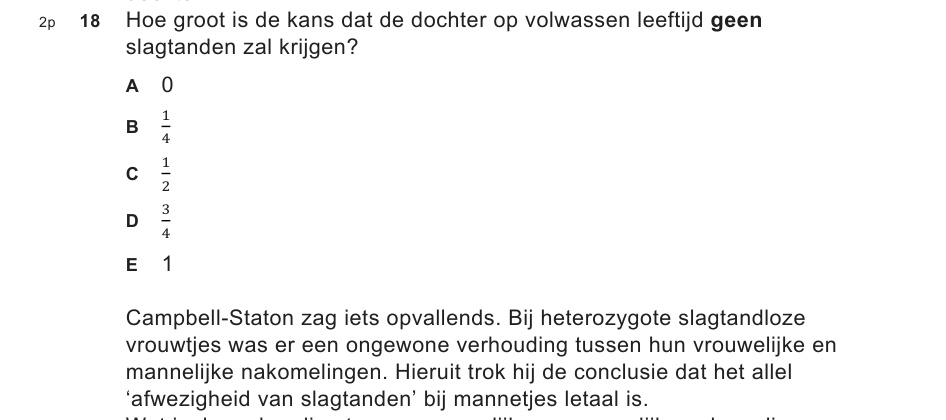 2p 18 Hoe groot is de kans dat de dochter op volwassen leeftijd geen
slagtanden zal krijgen?
A 0
B 1/4
C 1/2
D 3/4
E 1
Campbell-Staton zag iets opvallends. Bij heterozygote slagtandloze
vrouwtjes was er een ongewone verhouding tussen hun vrouwelijke en
mannelijke nakomelingen. Hieruit trok hij de conclusie dat het allel
‘afwezigheid van slagtanden’ bij mannetjes letaal is.